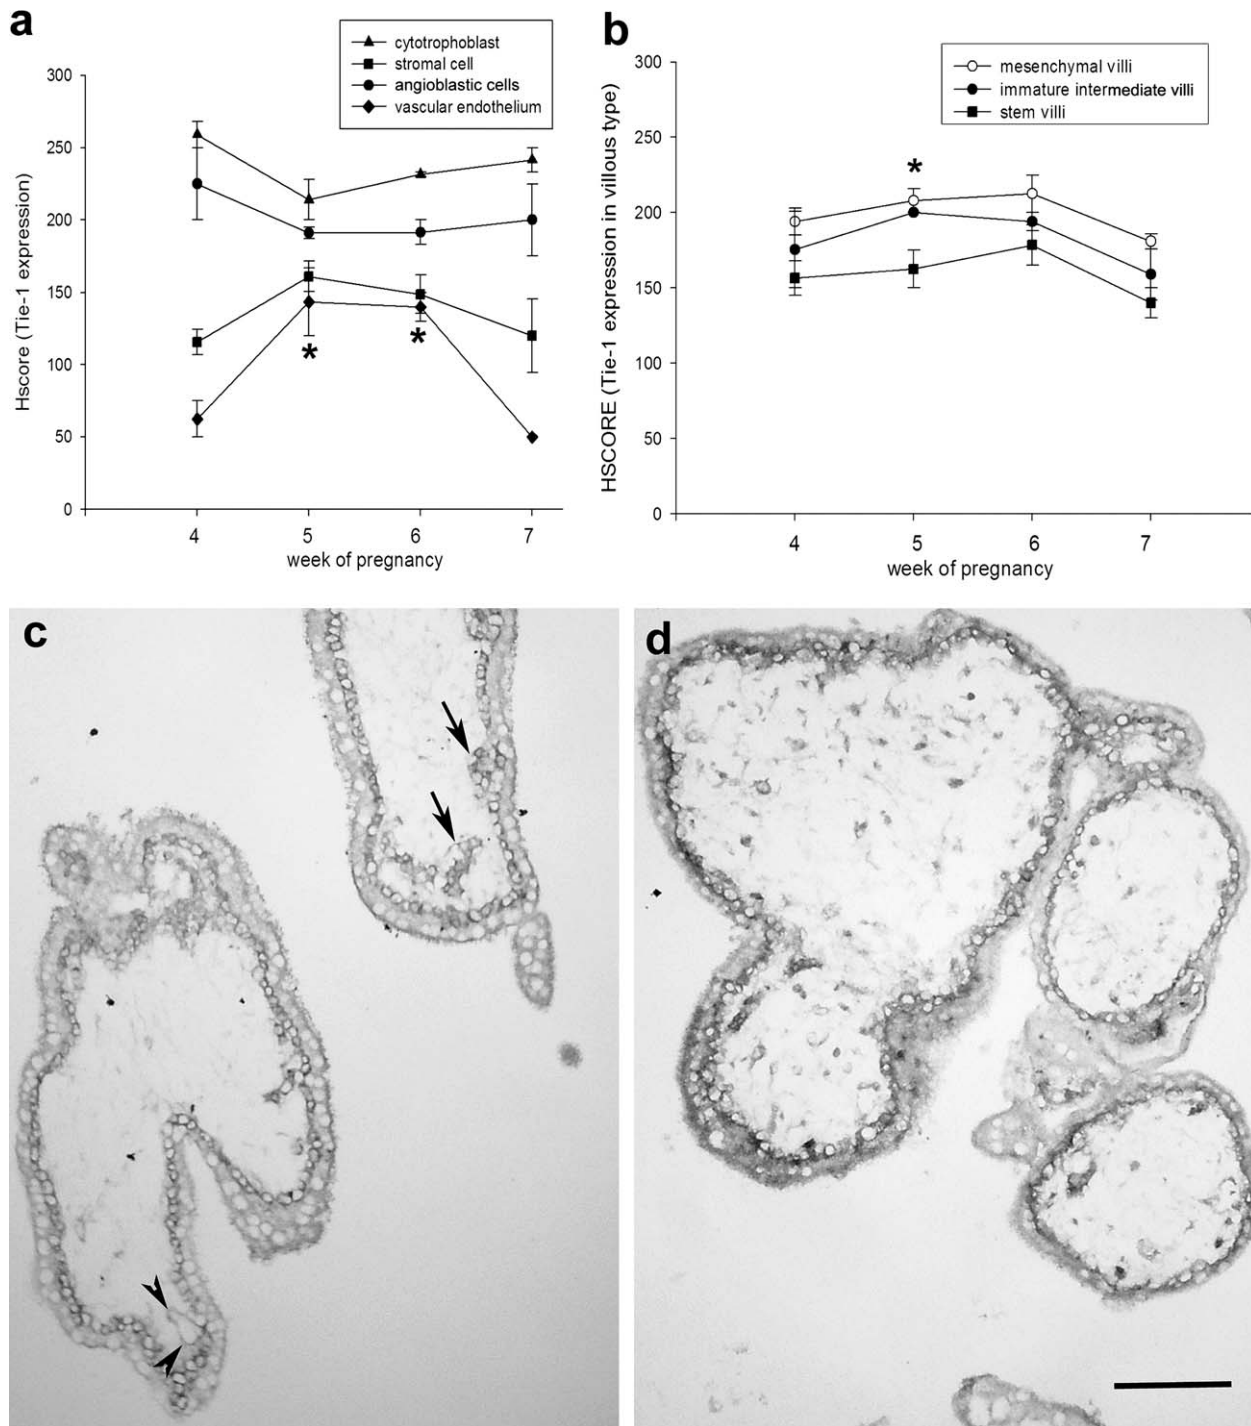 a
cytotrophoblast
stromal cell
angioblastic cells
vascular endothelium
Hscore (Tie-1 expression)
300
250
200
150
100
50
0
*
*
4
5
6
7
week of pregnancy
b
mesenchymal villi
immature intermediate villi
stem villi
HSCORE (Tie-1 expression in villous type)
300
250
200
150
100
50
0
*
4
5
6
7
week of pregnancy
c
d